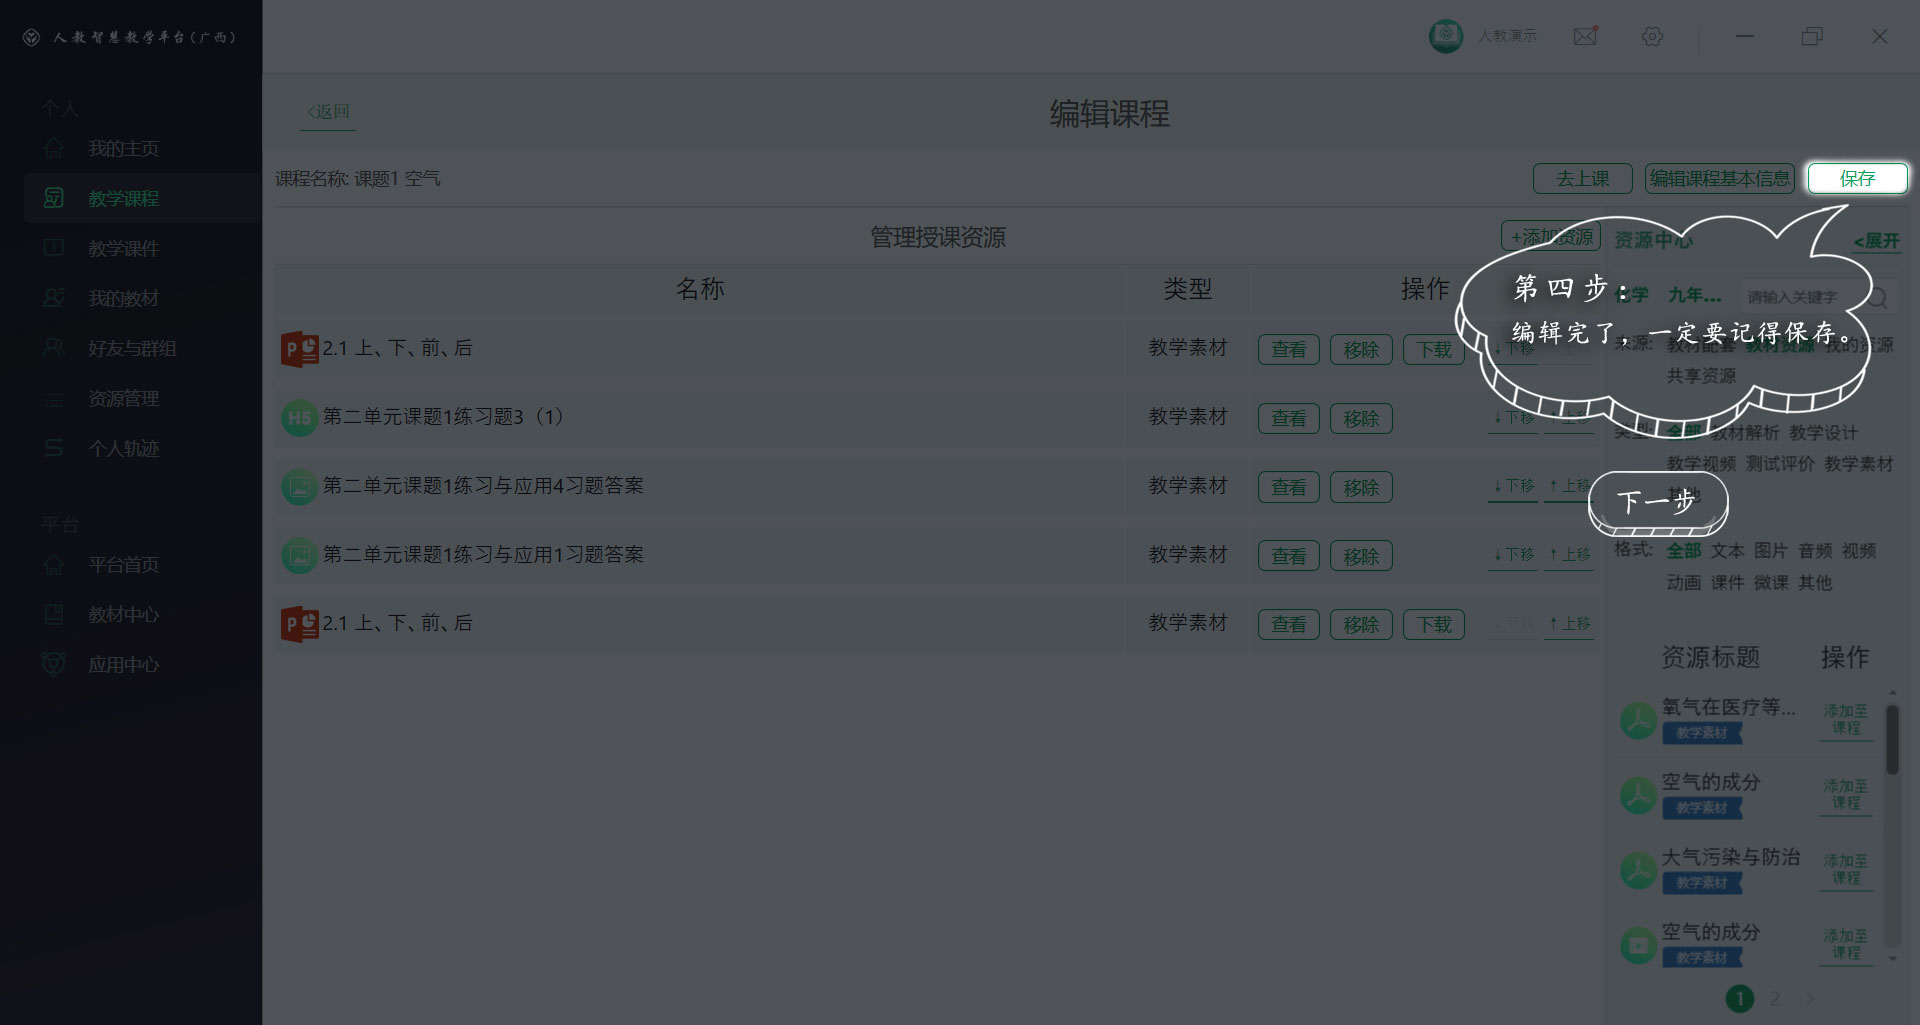 人教智慧教学平台(广西)
人教演示
个人
我的主页
教学课程
教学课件
我的教材
好友与群组
资源管理
个人轨迹
平台
平台首页
教材中心
应用中心
<返回
编辑课程
课程名称: 课题1 空气
去上课
编辑课程基本信息
保存
管理授课资源
+添加资源
名称
类型
操作
2.1 上、下、前、后
教学素材
查看
移除
下载
↓下移
第二单元课题1练习题3（1）
教学素材
查看
移除
↓下移
↑上移
第二单元课题1练习与应用4习题答案
教学素材
查看
移除
↓下移
↑上移
第二单元课题1练习与应用1习题答案
教学素材
查看
移除
↓下移
↑上移
2.1 上、下、前、后
教学素材
查看
移除
下载
↓下移
↑上移
资源中心
<展开
化学
九年...
请输入关键字
第四步：
编辑完了，一定要记得保存。
来源: 教材配套 教材资源 我的资源
共享资源
类型: 全部 教材解析 教学设计
教学视频 测试评价 教学素材
其他
下一步
格式: 全部 文本 图片 音频 视频
动画 课件 微课 其他
资源标题
操作
氧气在医疗等...
教学素材
添加至
课程
空气的成分
教学素材
添加至
课程
大气污染与防治
教学素材
添加至
课程
空气的成分
教学素材
添加至
课程
1 2 >